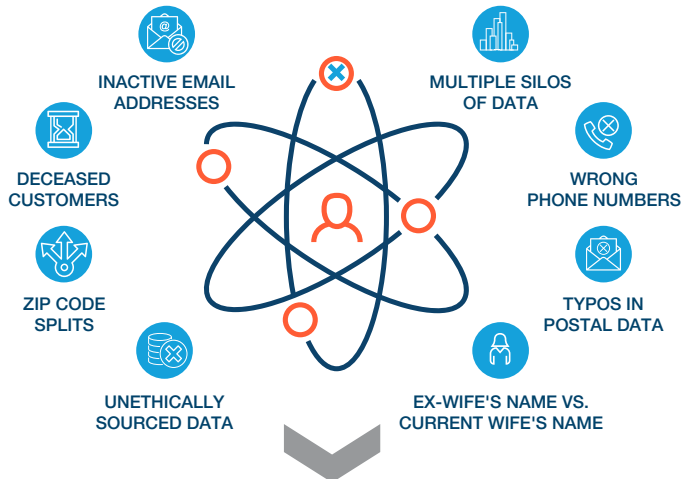 INACTIVE EMAIL
ADDRESSES
MULTIPLE SILOS
OF DATA
DECEASED
CUSTOMERS
WRONG
PHONE NUMBERS
ZIP CODE
SPLITS
TYPOS IN
POSTAL DATA
UNETHICALLY
SOURCED DATA
EX-WIFE'S NAME VS.
CURRENT WIFE'S NAME